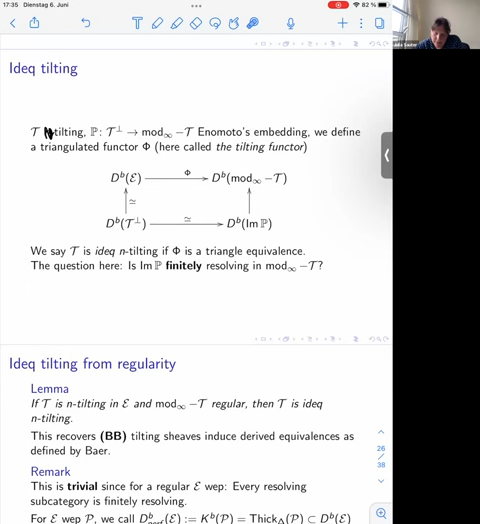 17:35 Dienstag 6. Juni
82 %
Ideq tilting
𝒯 tilting, ℙ: 𝒯^⊥ → mod_∞ −𝒯 Enomoto's embedding, we define
a triangulated functor Φ (here called the tilting functor)
D^b(ℰ) Φ D^b(mod_∞ −𝒯)
≃
D^b(𝒯^⊥) ≃ D^b(Im ℙ)
We say 𝒯 is ideq n-tilting if Φ is a triangle equivalence.
The question here: Is Im ℙ finitely resolving in mod_∞ −𝒯?
Ideq tilting from regularity
Lemma
If 𝒯 is n-tilting in ℰ and mod_∞ −𝒯 regular, then 𝒯 is ideq
n-tilting.
This recovers (BB) tilting sheaves induce derived equivalences as
defined by Baer.
Remark
This is trivial since for a regular ℰ wep: Every resolving
subcategory is finitely resolving.
For ℰ wep 𝒫, we call D^b_perf(ℰ) := K^b(𝒫) = Thick_Δ(𝒫) ⊂ D^b(ℰ)
26
/
38